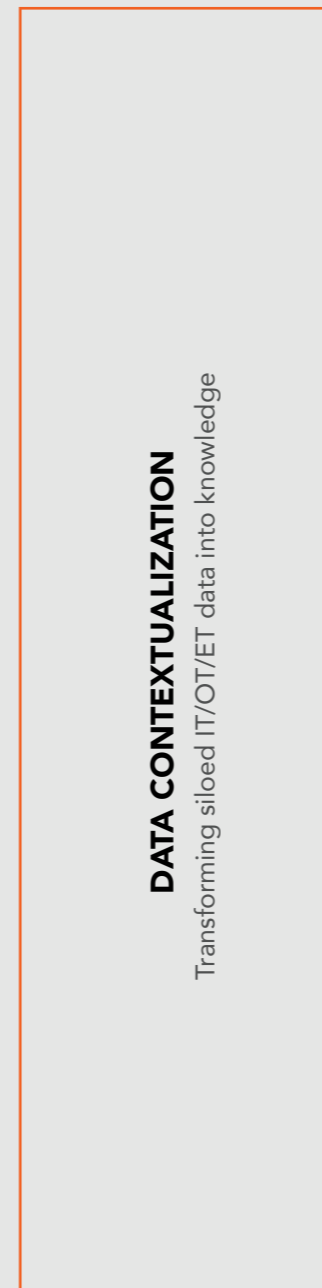 DATA CONTEXTUALIZATION
Transforming siloed IT/OT/ET data into knowledge